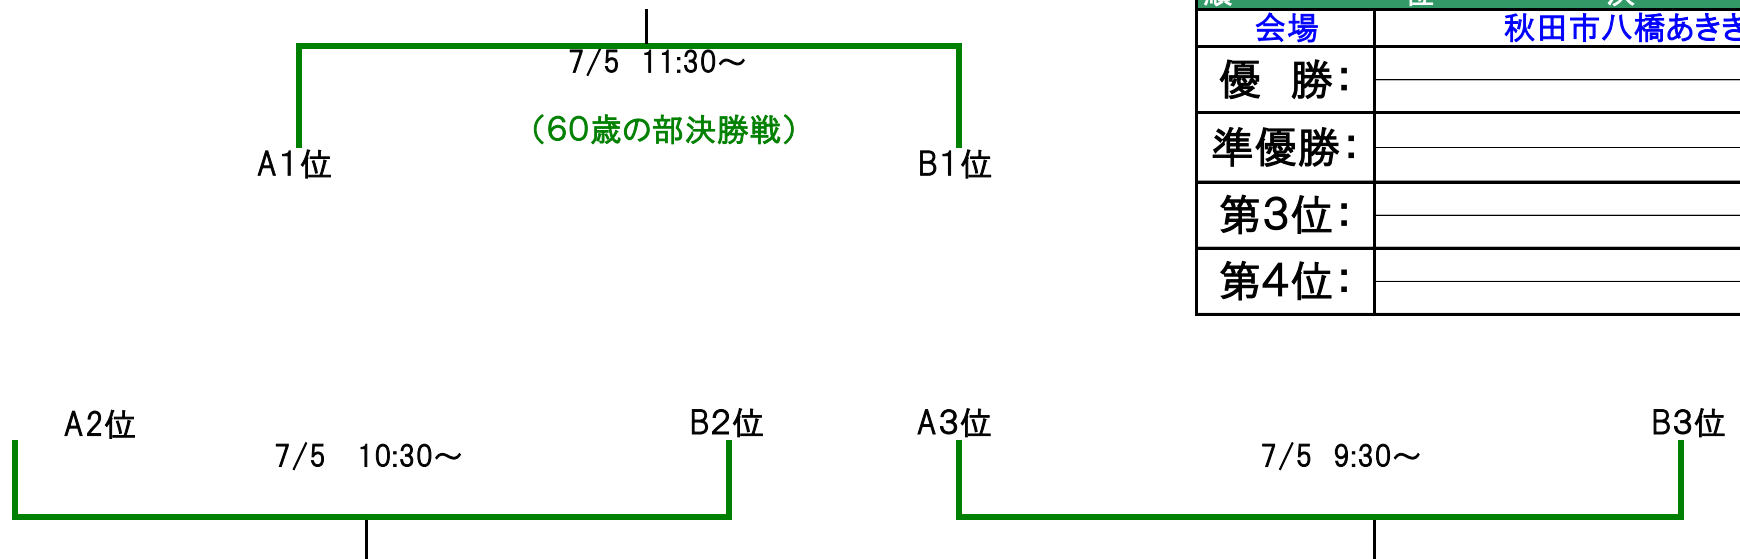 会場 秋田市八橋あきぎ
7/5 11:30～
優　勝：
(60歳の部決勝戦)
準優勝：
A1位 B1位
第3位：
第4位：
A2位 B2位 A3位 B3位
7/5 10:30～ 7/5 9:30～